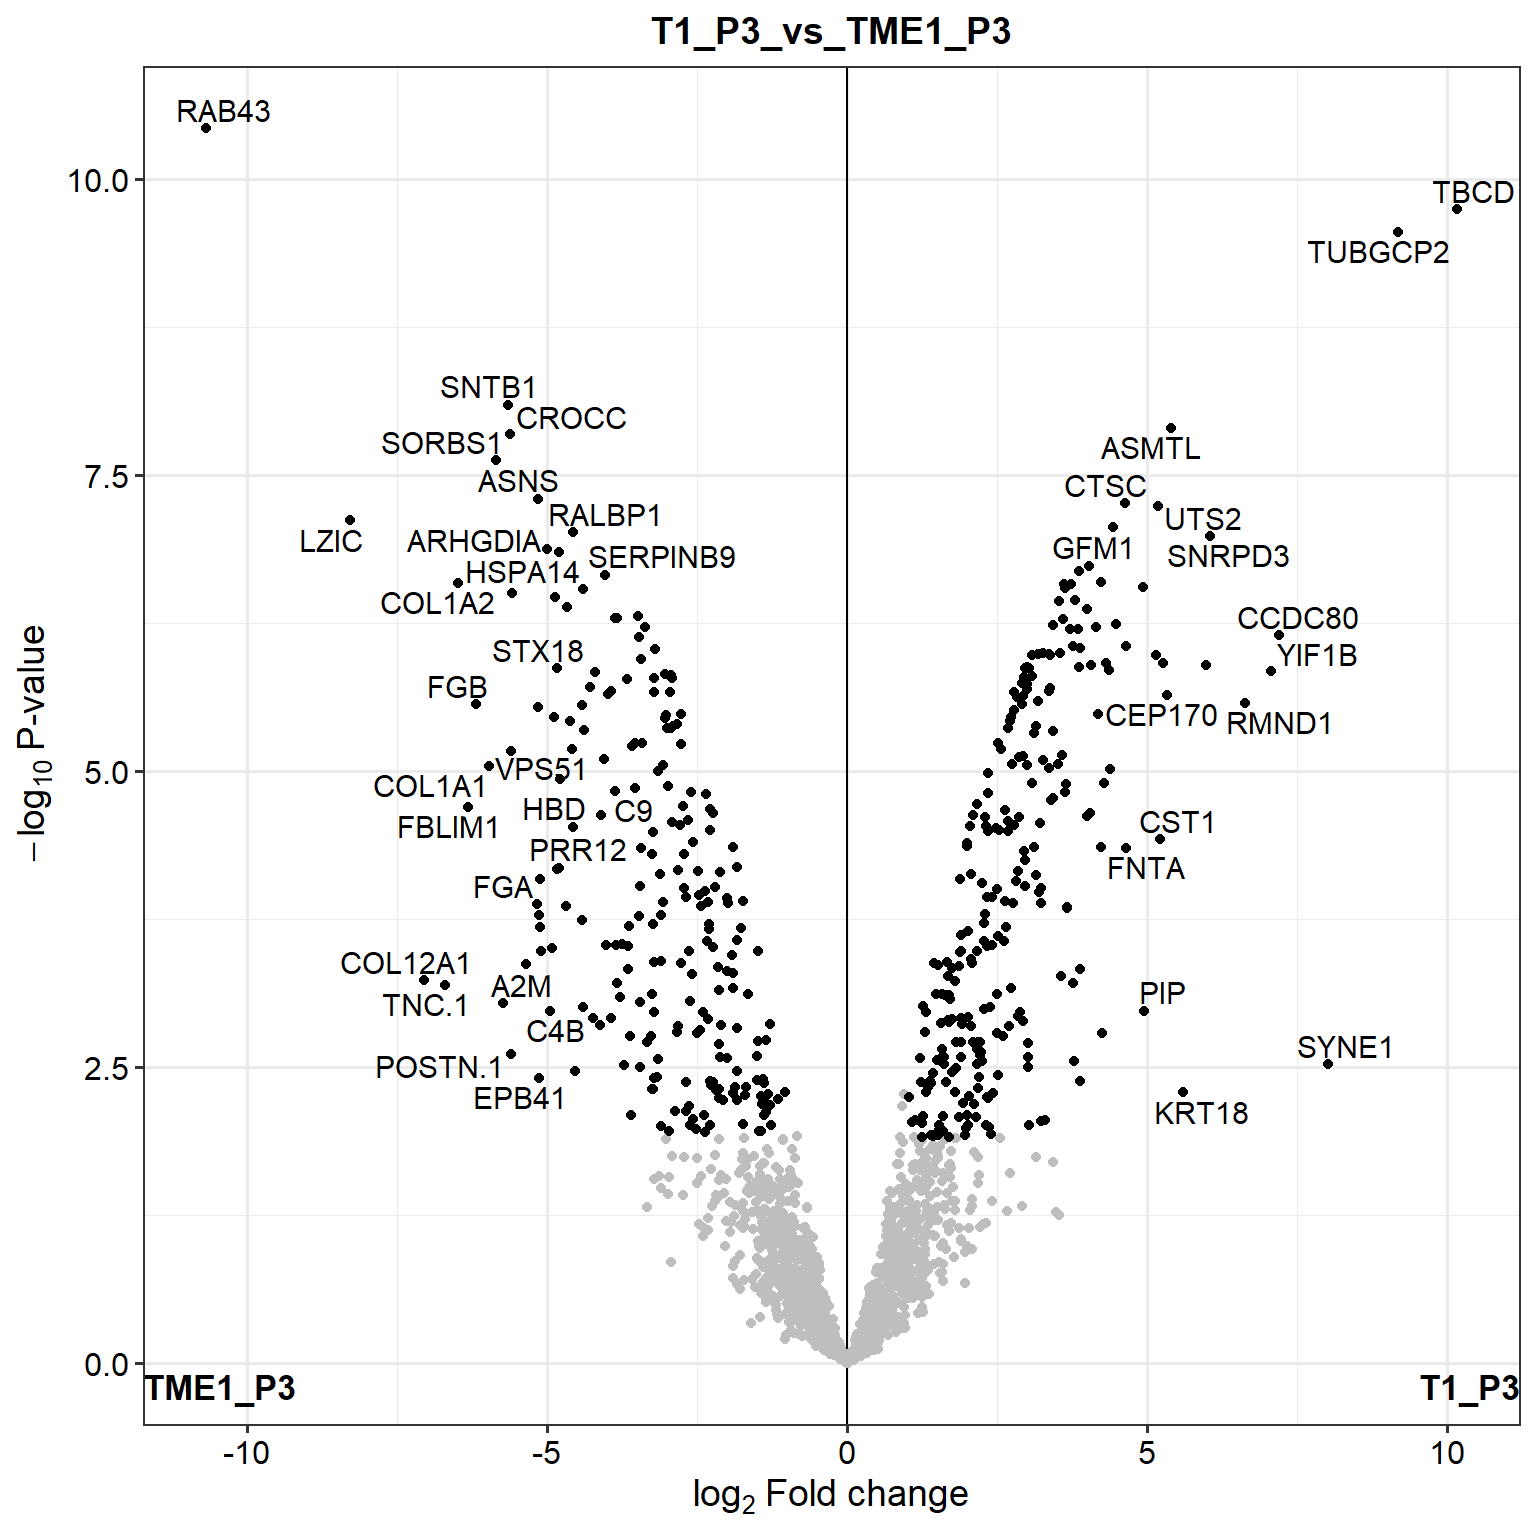 T1_P3_vs_TME1_P3
RAB43
10.0
TBCD
TUBGCP2
SNTB1
CROCC
SORBS1
ASMTL
7.5
ASNS
CTSC
RALBP1
UTS2
LZIC
ARHGDIA
GFM1
SERPINB9
SNRPD3
HSPA14
COL1A2
CCDC80
STX18
YIF1B
FGB
CEP170
RMND1
5.0
VPS51
COL1A1
HBD
C9
CST1
FBLIM1
PRR12
FNTA
FGA
COL12A1
A2M
PIP
TNC.1
C4B
SYNE1
2.5
POSTN.1
EPB41
KRT18
0.0
TME1_P3
T1_P3
-10
-5
0
5
10
log2 Fold change
−log10 P-value